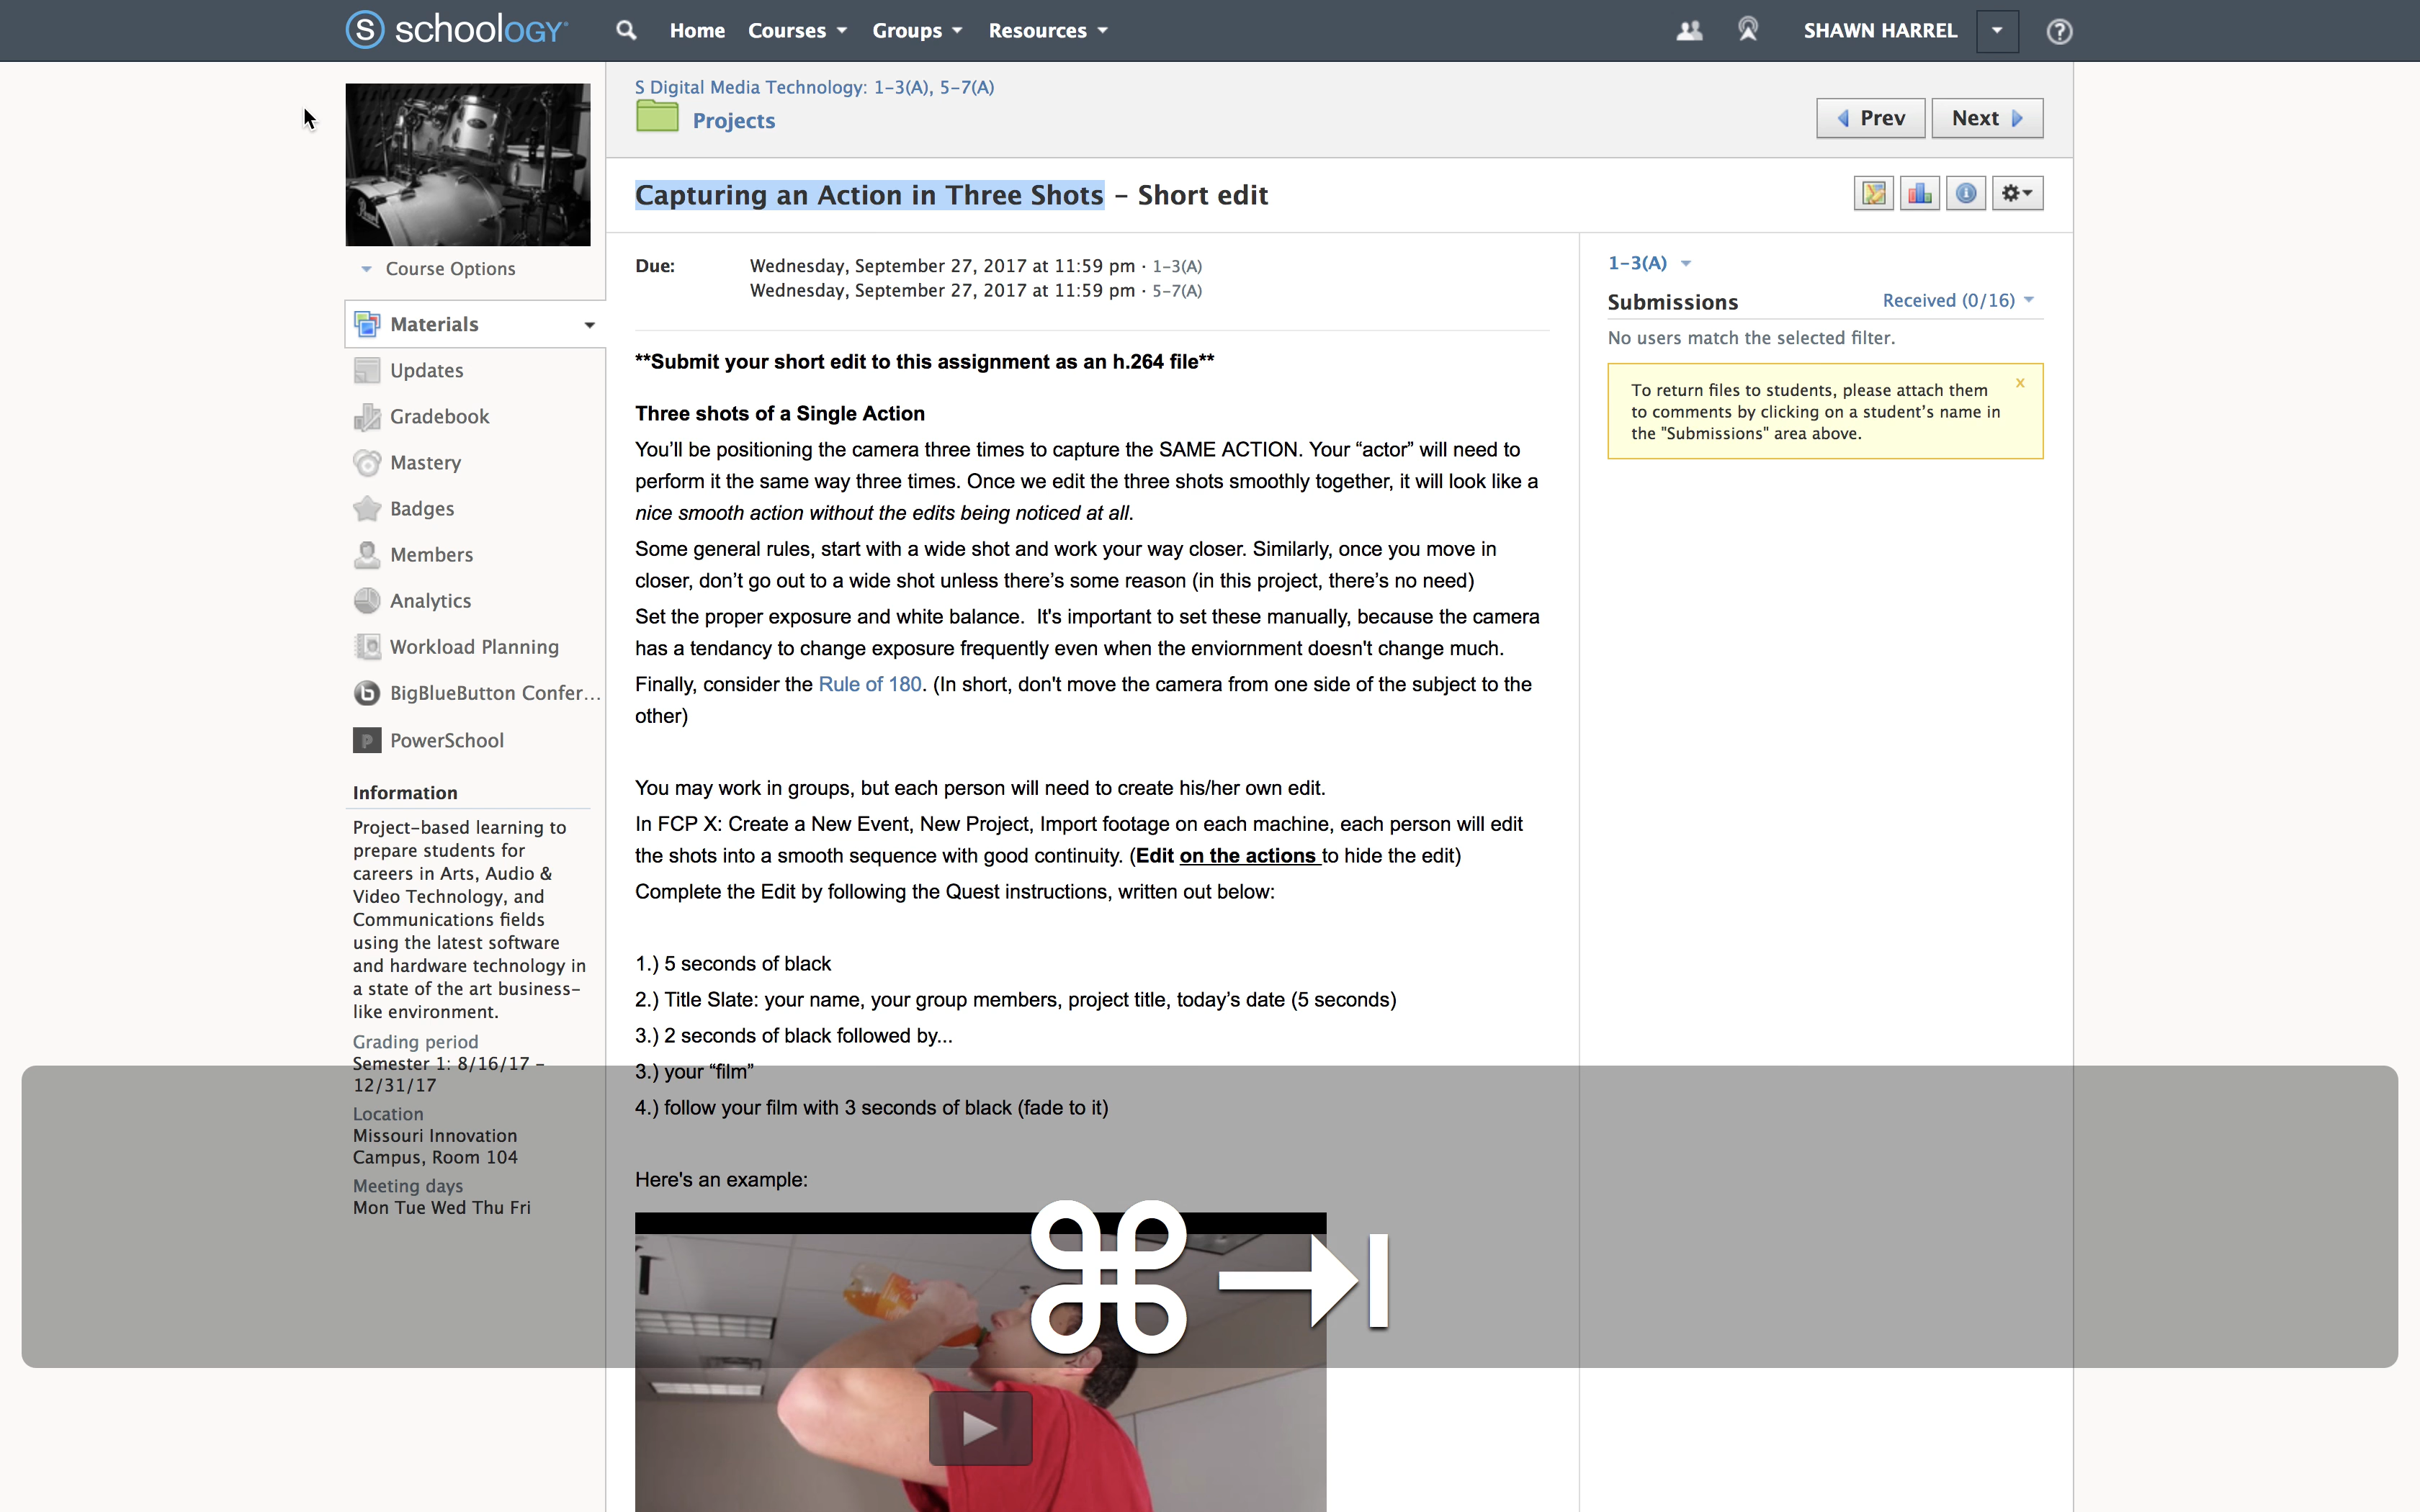 schoology
Home Courses Groups Resources
SHAWN HARREL
S Digital Media Technology: 1-3(A), 5-7(A)
Projects
Prev Next
Capturing an Action in Three Shots - Short edit
Course Options
Materials
Updates
Gradebook
Mastery
Badges
Members
Analytics
Workload Planning
BigBlueButton Confer...
PowerSchool
Information
Project-based learning to
prepare students for
careers in Arts, Audio &
Video Technology, and
Communications fields
using the latest software
and hardware technology in
a state of the art business-
like environment.
Grading period
Semester 1: 8/16/17 -
12/31/17
Location
Missouri Innovation
Campus, Room 104
Meeting days
Mon Tue Wed Thu Fri
Due: Wednesday, September 27, 2017 at 11:59 pm · 1-3(A)
Wednesday, September 27, 2017 at 11:59 pm · 5-7(A)
**Submit your short edit to this assignment as an h.264 file**
Three shots of a Single Action
You’ll be positioning the camera three times to capture the SAME ACTION. Your “actor” will need to
perform it the same way three times. Once we edit the three shots smoothly together, it will look like a
nice smooth action without the edits being noticed at all.
Some general rules, start with a wide shot and work your way closer. Similarly, once you move in
closer, don’t go out to a wide shot unless there’s some reason (in this project, there’s no need)
Set the proper exposure and white balance.  It's important to set these manually, because the camera
has a tendancy to change exposure frequently even when the enviornment doesn't change much.
Finally, consider the Rule of 180. (In short, don't move the camera from one side of the subject to the
other)
You may work in groups, but each person will need to create his/her own edit.
In FCP X: Create a New Event, New Project, Import footage on each machine, each person will edit
the shots into a smooth sequence with good continuity. (Edit on the actions to hide the edit)
Complete the Edit by following the Quest instructions, written out below:
1.) 5 seconds of black
2.) Title Slate: your name, your group members, project title, today’s date (5 seconds)
3.) 2 seconds of black followed by...
3.) your “film”
4.) follow your film with 3 seconds of black (fade to it)
Here's an example:
1-3(A)
Submissions Received (0/16)
No users match the selected filter.
To return files to students, please attach them x
to comments by clicking on a student's name in
the "Submissions" area above.
⌘⇥